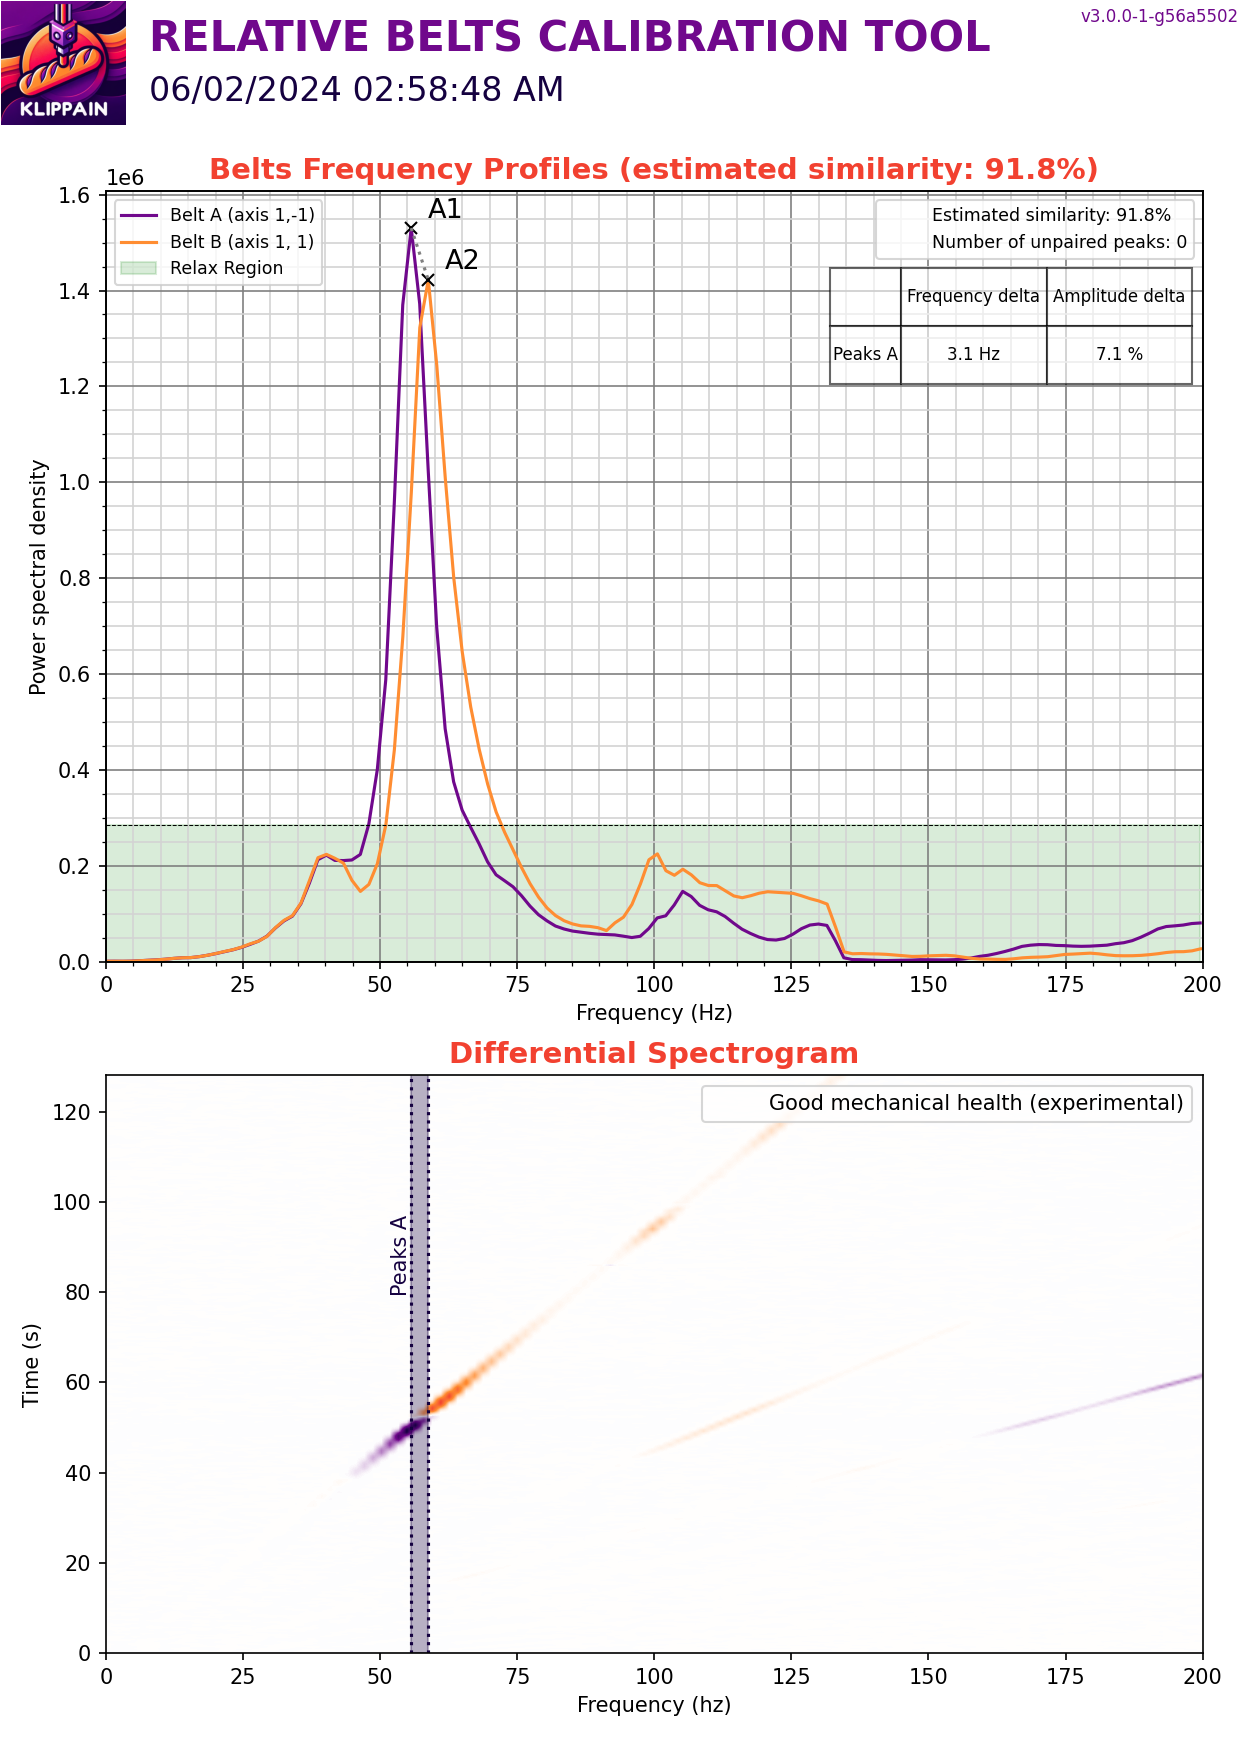 v3.0.0-1-g56a5502
RELATIVE BELTS CALIBRATION TOOL
06/02/2024 02:58:48 AM
KLIPPAIN
Belts Frequency Profiles (estimated similarity: 91.8%)
1e6
Belt A (axis 1,-1)
Belt B (axis 1, 1)
Relax Region
A1
A2
Estimated similarity: 91.8%
Number of unpaired peaks: 0
Frequency delta Amplitude delta
Peaks A 3.1 Hz 7.1 %
Power spectral density
1.6
1.4
1.2
1.0
0.8
0.6
0.4
0.2
0.0
0 25 50 75 100 125 150 175 200
Frequency (Hz)
Differential Spectrogram
Good mechanical health (experimental)
Peaks A
Time (s)
120
100
80
60
40
20
0
0 25 50 75 100 125 150 175 200
Frequency (hz)